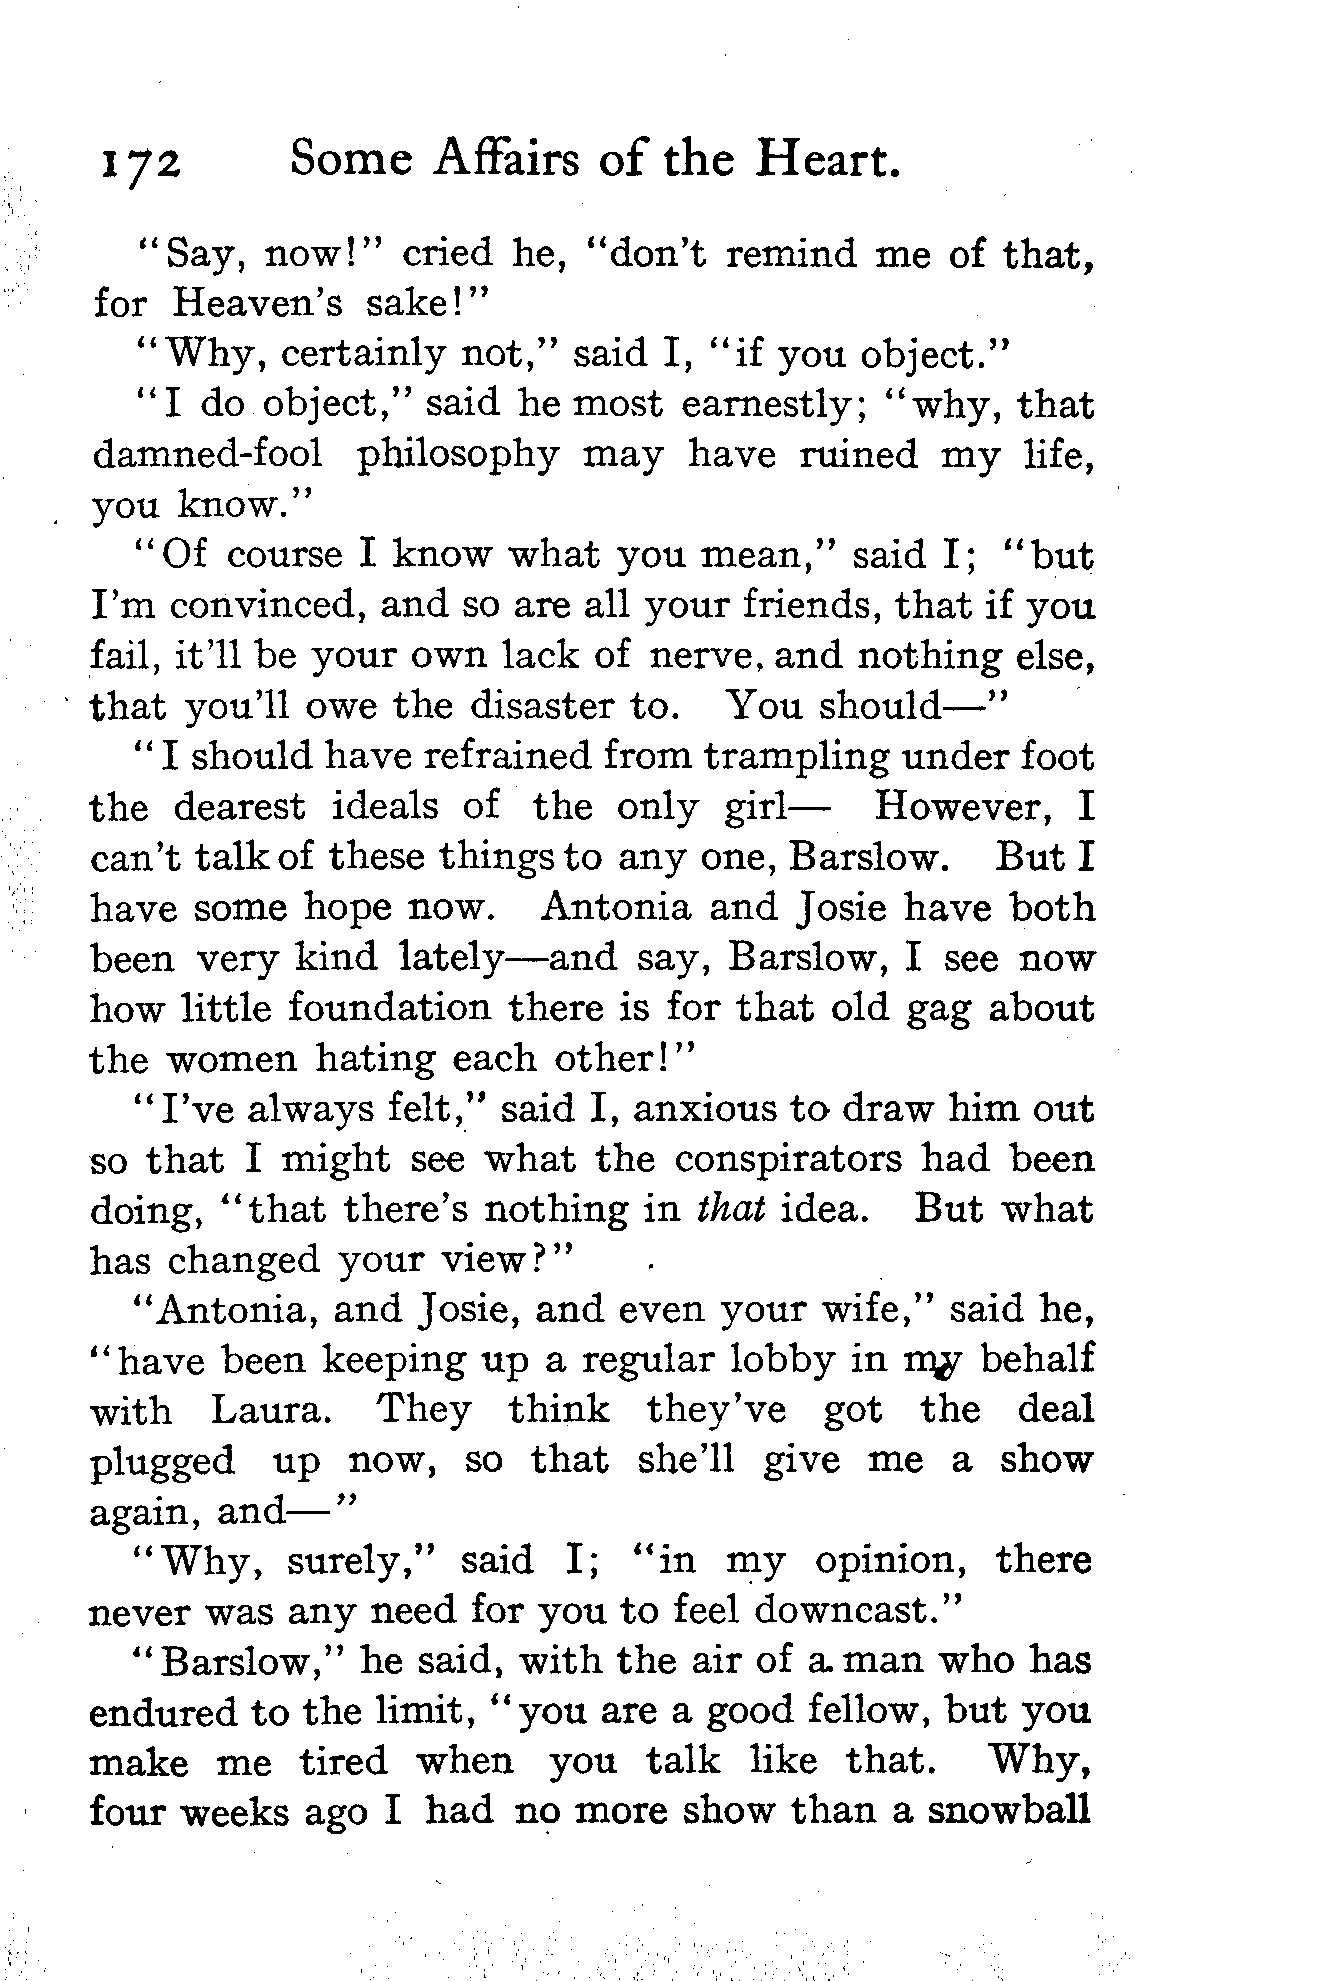 172 Some Affairs of the Heart.
"Say, now!" cried he, "don't remind me of that,
for Heaven's sake!"
"Why, certainly not," said I, "if you object."
"I do object," said he most earnestly; "why, that
damned-fool philosophy may have ruined my life,
you know."
"Of course I know what you mean," said I; "but
I'm convinced, and so are all your friends, that if you
fail, it'll be your own lack of nerve, and nothing else,
that you'll owe the disaster to. You should—"
"I should have refrained from trampling under foot
the dearest ideals of the only girl— However, I
can't talk of these things to any one, Barslow. But I
have some hope now. Antonia and Josie have both
been very kind lately—and say, Barslow, I see now
how little foundation there is for that old gag about
the women hating each other!"
"I've always felt," said I, anxious to draw him out
so that I might see what the conspirators had been
doing, "that there's nothing in that idea. But what
has changed your view?"
"Antonia, and Josie, and even your wife," said he,
"have been keeping up a regular lobby in my behalf
with Laura. They think they've got the deal
plugged up now, so that she'll give me a show
again, and—"
"Why, surely," said I; "in my opinion, there
never was any need for you to feel downcast."
"Barslow," he said, with the air of a man who has
endured to the limit, "you are a good fellow, but you
make me tired when you talk like that. Why,
four weeks ago I had no more show than a snowball